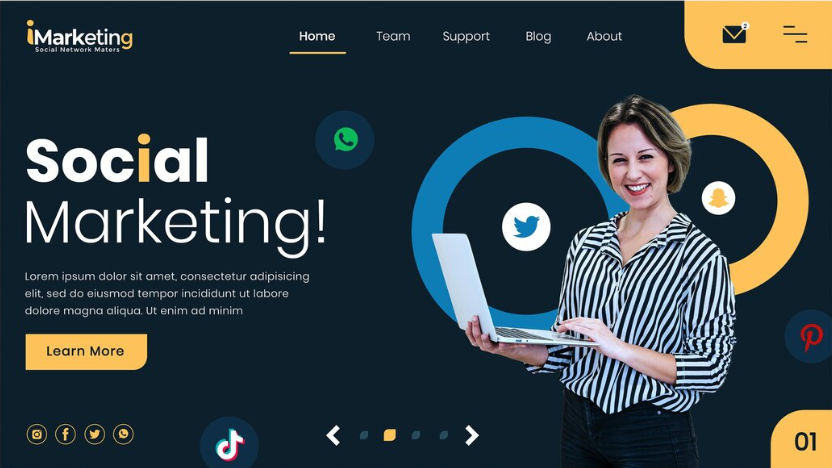 iMarketing
Social Network Maters
Home Team Support Blog About
2
Social
Marketing!
Lorem ipsum dolor sit amet, consectetur adipisicing
elit, sed do eiusmod tempor incididunt ut labore
dolore magna aliqua. Ut enim ad minim
Learn More
01